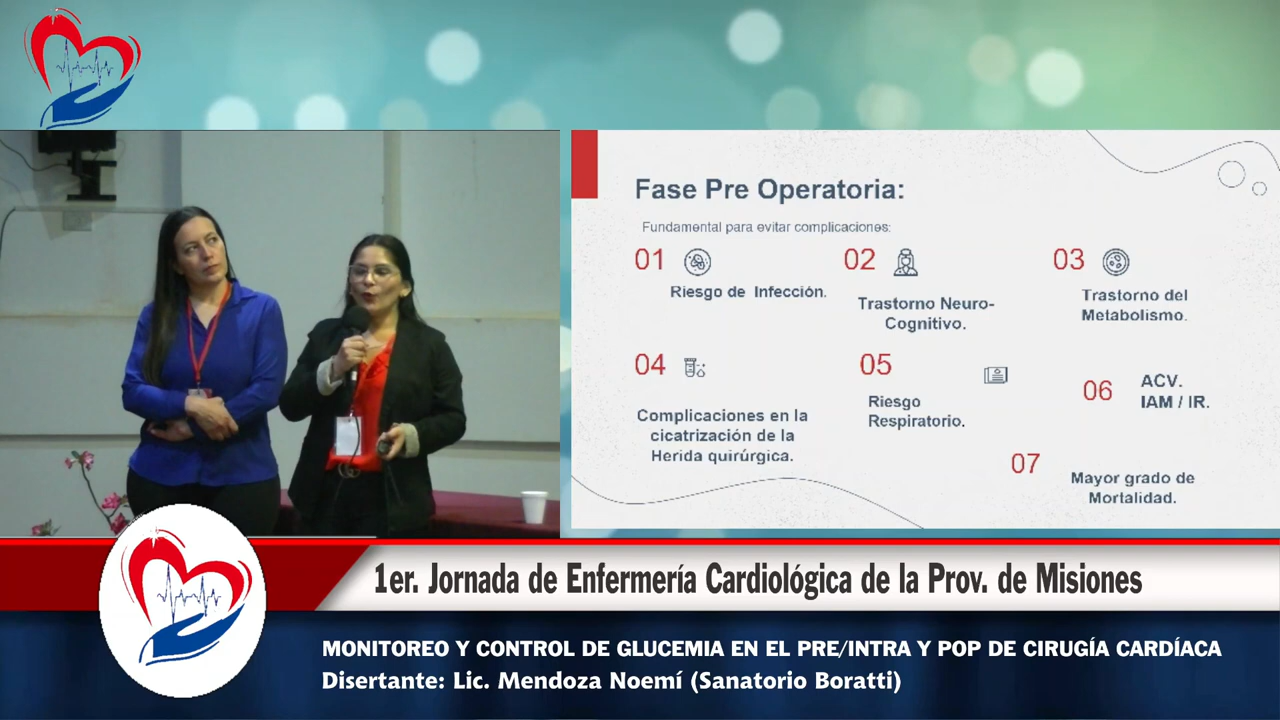 Fase Pre Operatoria:
Fundamental para evitar complicaciones:
01
Riesgo de Infección.
02
Trastorno Neuro-
Cognitivo.
03
Trastorno del
Metabolismo.
04
Complicaciones en la
cicatrización de la
Herida quirúrgica.
05
Riesgo
Respiratorio.
06
ACV.
IAM / IR.
07
Mayor grado de
Mortalidad.
1er. Jornada de Enfermería Cardiológica de la Prov. de Misiones
MONITOREO Y CONTROL DE GLUCEMIA EN EL PRE/INTRA Y POP DE CIRUGÍA CARDÍACA
Disertante: Lic. Mendoza Noemí (Sanatorio Boratti)